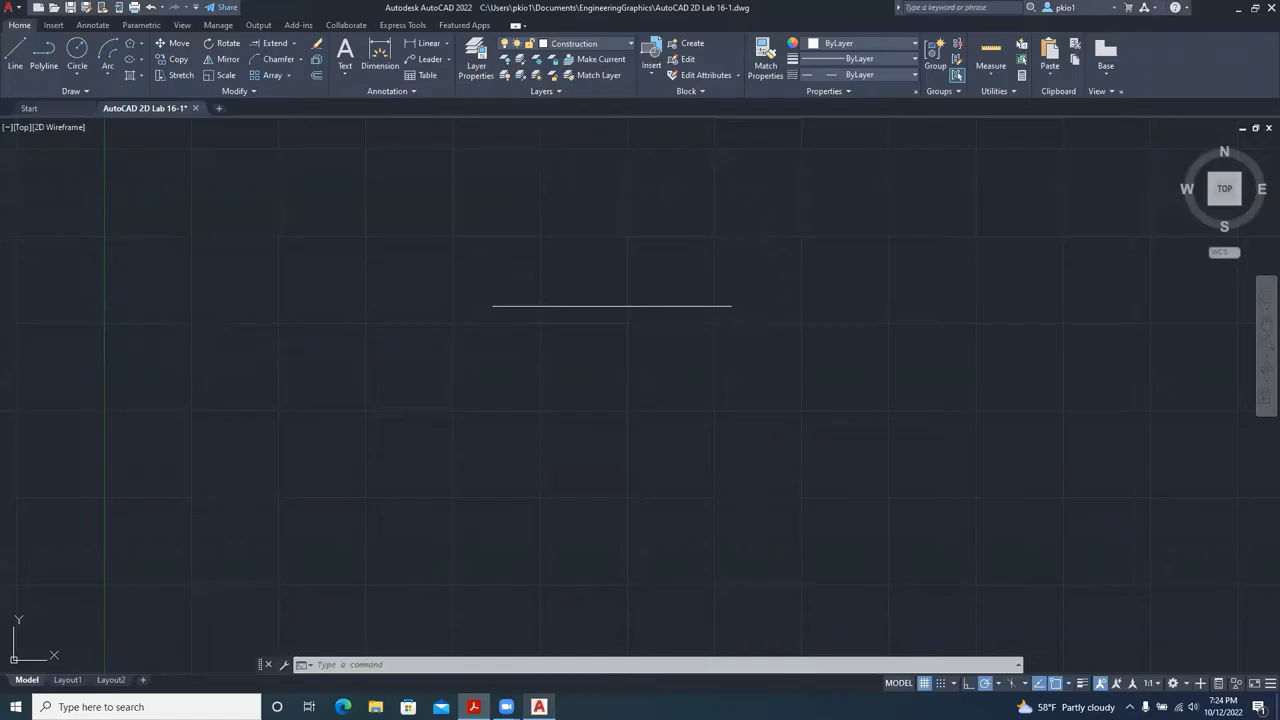 Share
Autodesk AutoCAD 2022 C:\Users\pkio1\Documents\EngineeringGraphics\AutoCAD 2D Lab 16-1.dwg
Type a keyword or phrase
pkio1
Home Insert Annotate Parametric View Manage Output Add-ins Collaborate Express Tools Featured Apps
Line Polyline Circle Arc
Move Rotate Extend
Copy Mirror Chamfer
Stretch Scale Array
Text Dimension
Linear
Leader
Table
Layer Properties
Construction
Make Current
Match Layer
Insert
Create
Edit
Edit Attributes
Match Properties
ByLayer
ByLayer
ByLayer
Group
Measure
Paste
Base
Draw Modify Annotation Layers Block Properties Groups Utilities Clipboard View
Start AutoCAD 2D Lab 16-1*
[−][Top][2D Wireframe]
N
W TOP E
S
WCS
Y
X
Type a command
Model Layout1 Layout2
MODEL 1:1
Type here to search
58°F Partly cloudy
7:24 PM
10/12/2022